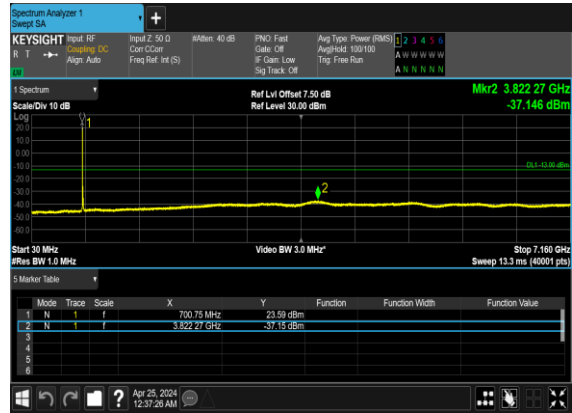 Spectrum Analyzer 1
Swept SA
+
KEYSIGHT Input: RF Input Z: 50 Ω #Atten: 40 dB PNO: Fast Avg Type: Power (RMS) 1 2 3 4 5 6
R T Coupling: DC Corr CCorr Gate: Off Avg|Hold: 100/100 A W W W W W
Align: Auto Freq Ref: Int (S) IF Gain: Low Trig: Free Run
LW Sig Track: Off A N N N N N
1 Spectrum Ref Lvl Offset 7.50 dB Mkr2 3.822 27 GHz
Scale/Div 10 dB Ref Level 30.00 dBm -37.146 dBm
Log
20.0
10.0
0.00
-10.0
-20.0
-30.0
-40.0
-50.0
-60.0
1
DL1 -13.00 dBm
2
Start 30 MHz Video BW 3.0 MHz* Stop 7.160 GHz
#Res BW 1.0 MHz Sweep 13.3 ms (40001 pts)
5 Marker Table
Mode Trace Scale X Y Function Function Width Function Value
1 N 1 f 700.75 MHz 23.59 dBm
2 N 1 f 3.822 27 GHz -37.15 dBm
3
4
5
6
? Apr 25, 2024
12:37:26 AM